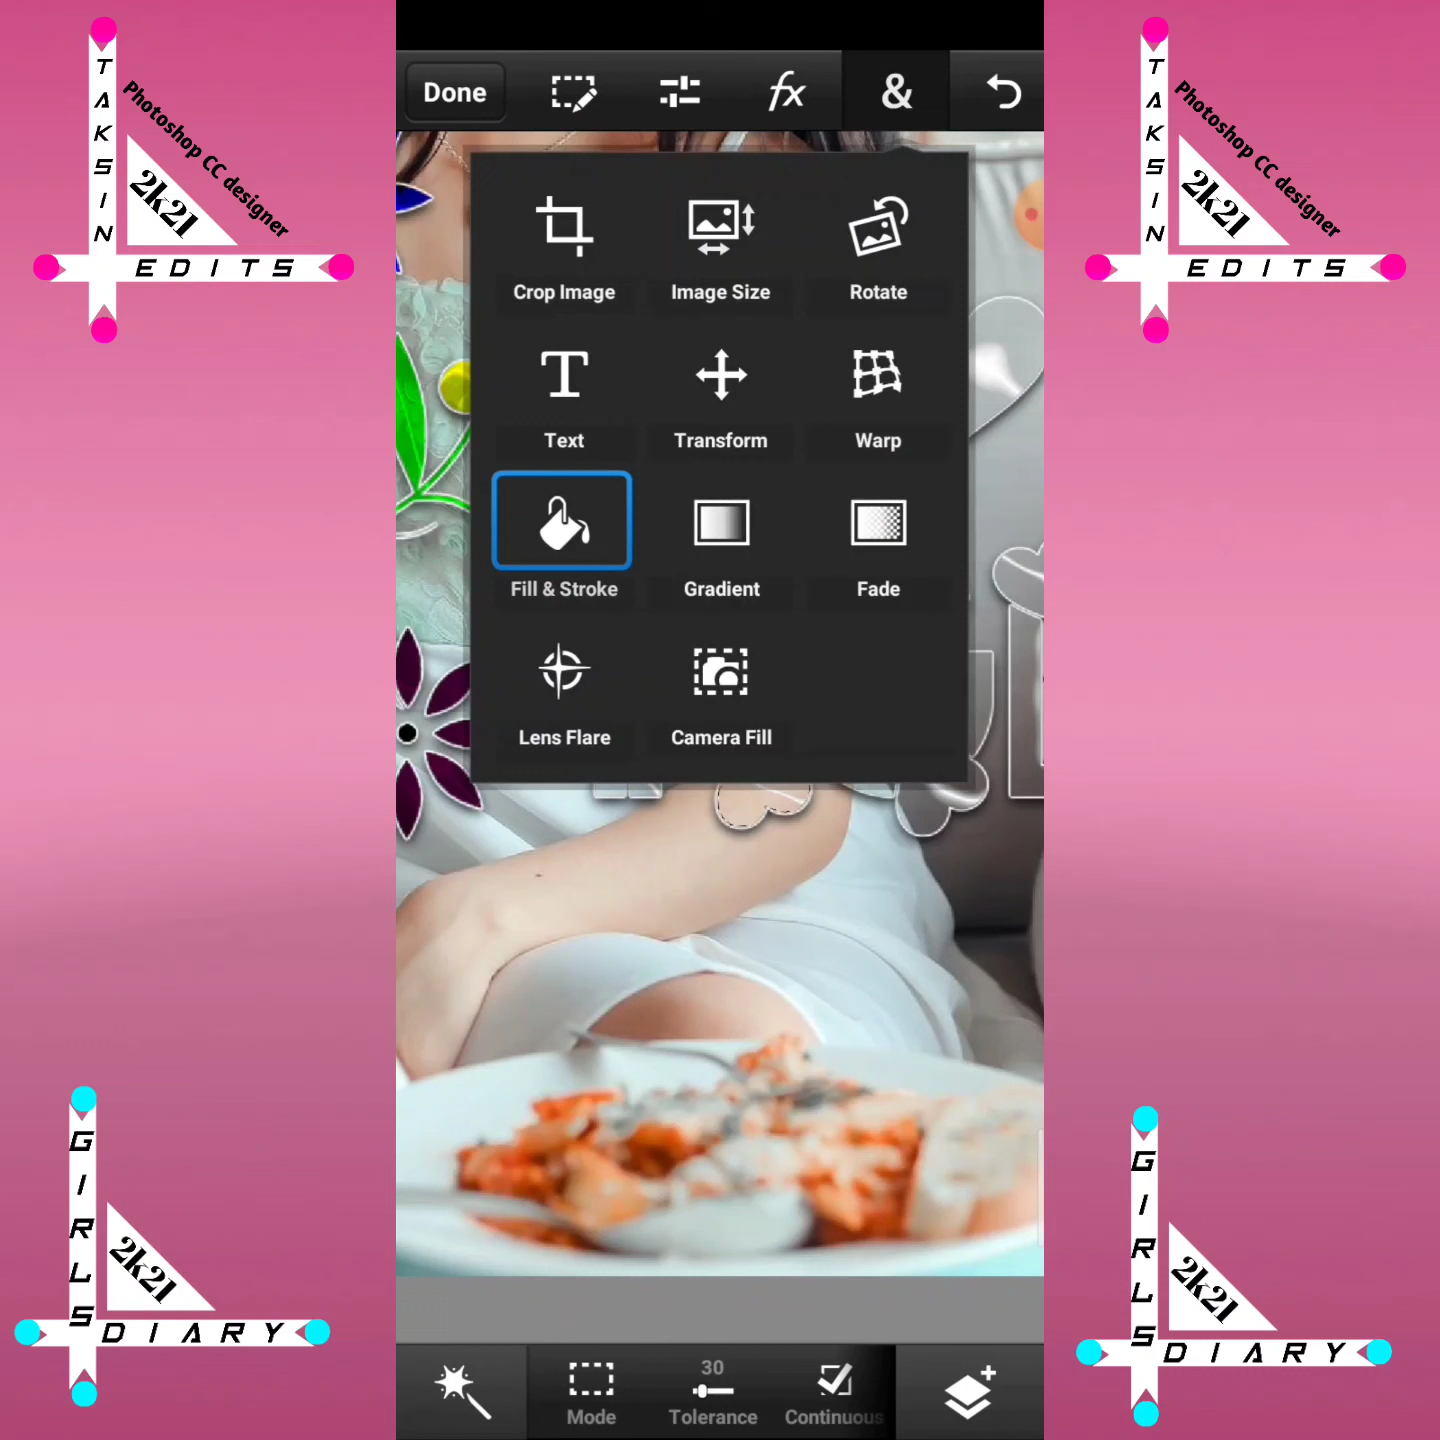 TAKSIN
Photoshop CC designer
2k21
EDITS
Done
fx
&
Crop Image
Image Size
Rotate
T
Text
Transform
Warp
Fill & Stroke
Gradient
Fade
Lens Flare
Camera Fill
30
Mode
Tolerance
Continuous
TAKSIN
Photoshop CC designer
2k21
EDITS
GIRLS
2k21
DIARY
GIRLS
2k21
DIARY